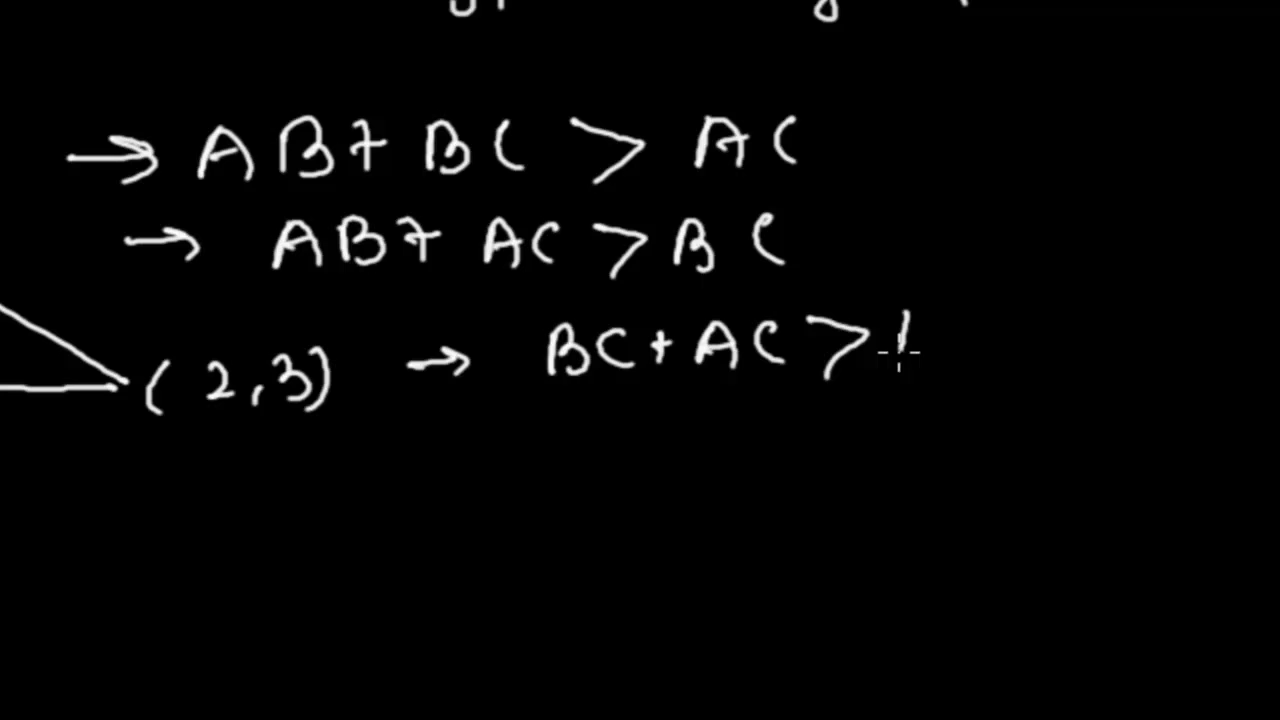 → AB + BC > AC
→ AB + AC > BC
(2,3) → BC + AC >